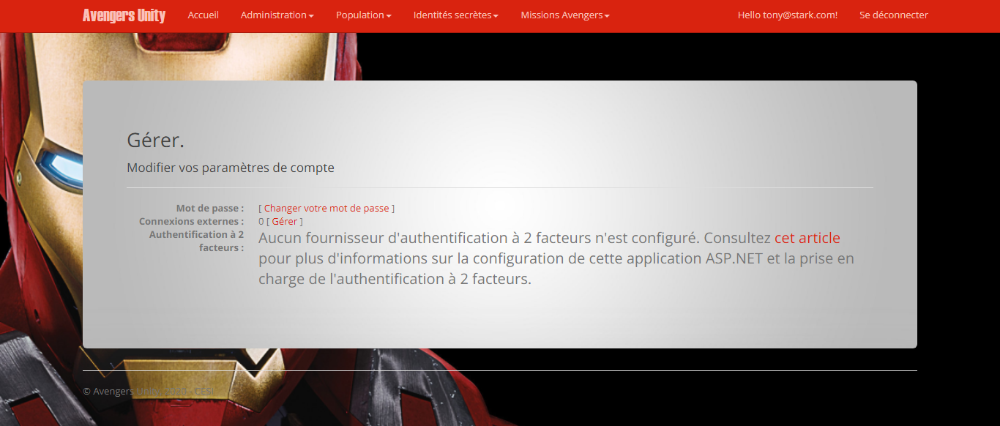 Avengers Unity Accueil Administration Population Identités secrètes Missions Avengers Hello tony@stark.com! Se déconnecter
Gérer.
Modifier vos paramètres de compte
Mot de passe : [ Changer votre mot de passe ]
Connexions externes : 0 [ Gérer ]
Authentification à 2
facteurs :
Aucun fournisseur d'authentification à 2 facteurs n'est configuré. Consultez cet article
pour plus d'informations sur la configuration de cette application ASP.NET et la prise en
charge de l'authentification à 2 facteurs.
© Avengers Unity - CESI